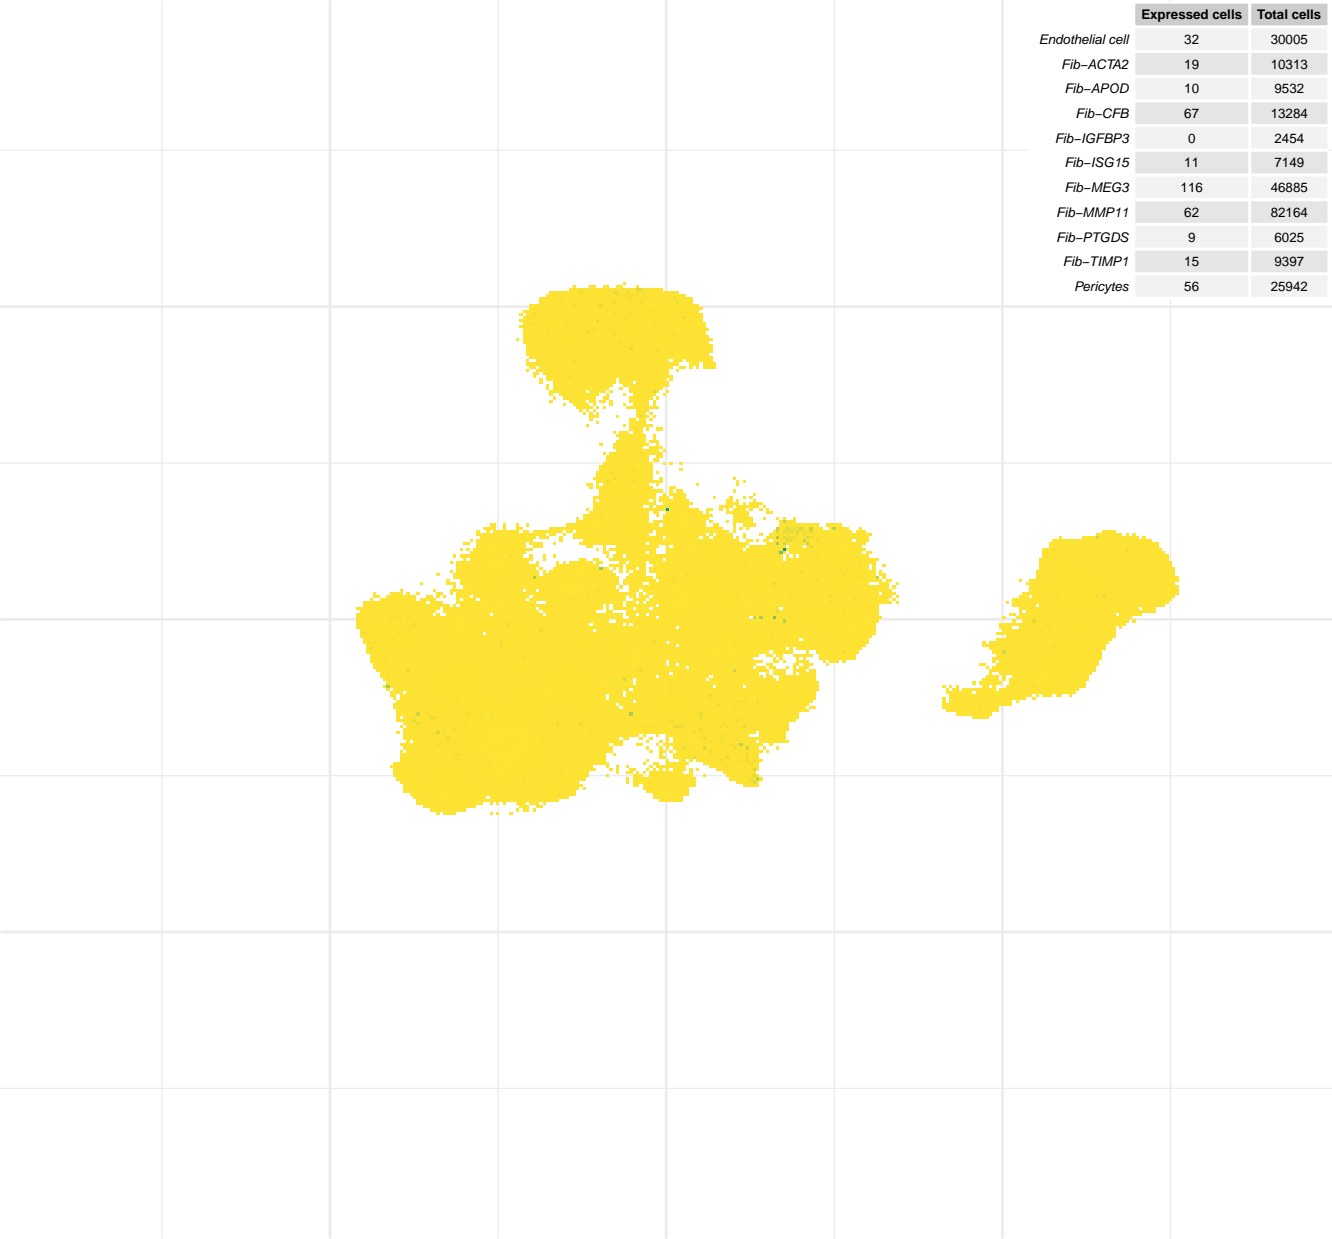 Expressed cells Total cells
Endothelial cell 32 30005
Fib−ACTA2 19 10313
Fib−APOD 10 9532
Fib−CFB 67 13284
Fib−IGFBP3 0 2454
Fib−ISG15 11 7149
Fib−MEG3 116 46885
Fib−MMP11 62 82164
Fib−PTGDS 9 6025
Fib−TIMP1 15 9397
Pericytes 56 25942